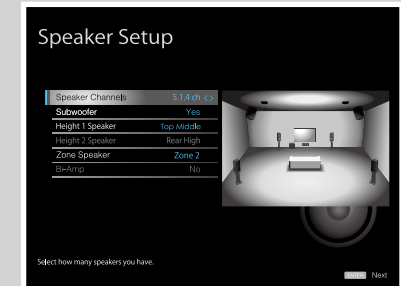 Speaker Setup
Speaker Channels 5.1.4 ch <>
Subwoofer Yes
Height 1 Speaker Top Middle
Height 2 Speaker Rear High
Zone Speaker Zone 2
Bi-Amp No
Select how many speakers you have.
ENTER Next